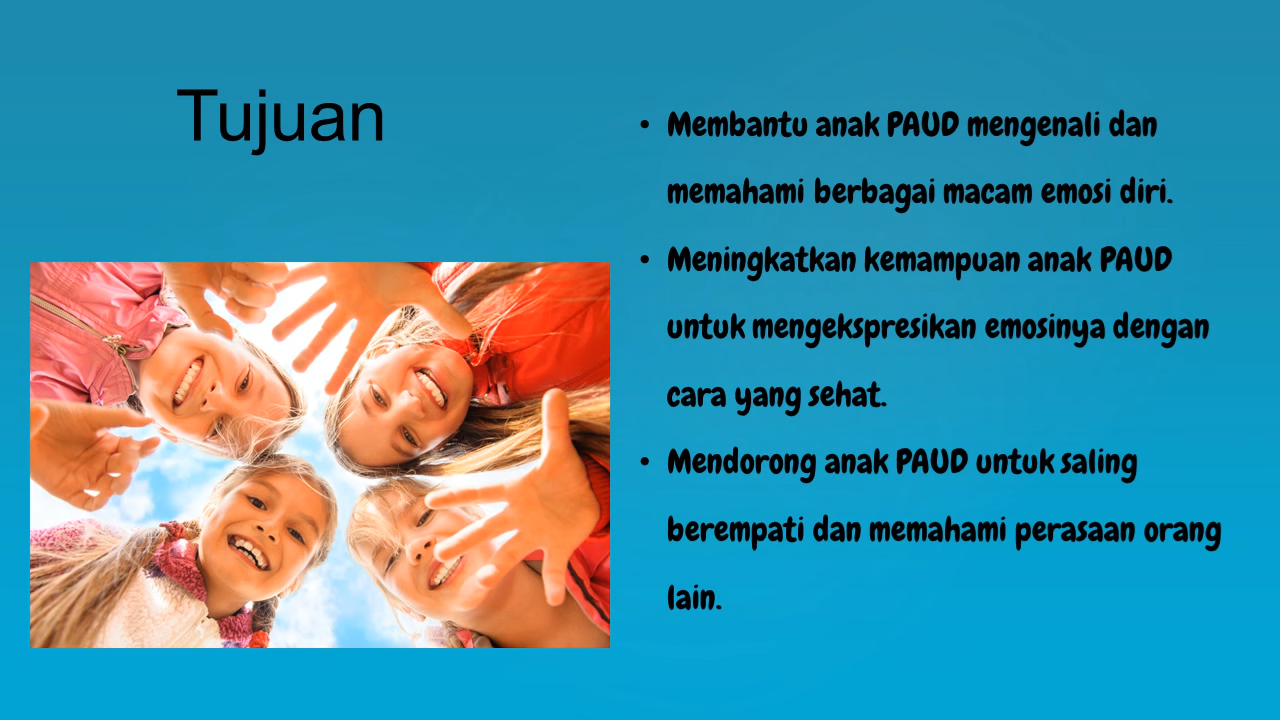 Tujuan
• Membantu anak PAUD mengenali dan
memahami berbagai macam emosi diri.
• Meningkatkan kemampuan anak PAUD
untuk mengekspresikan emosinya dengan
cara yang sehat.
• Mendorong anak PAUD untuk saling
berempati dan memahami perasaan orang
lain.